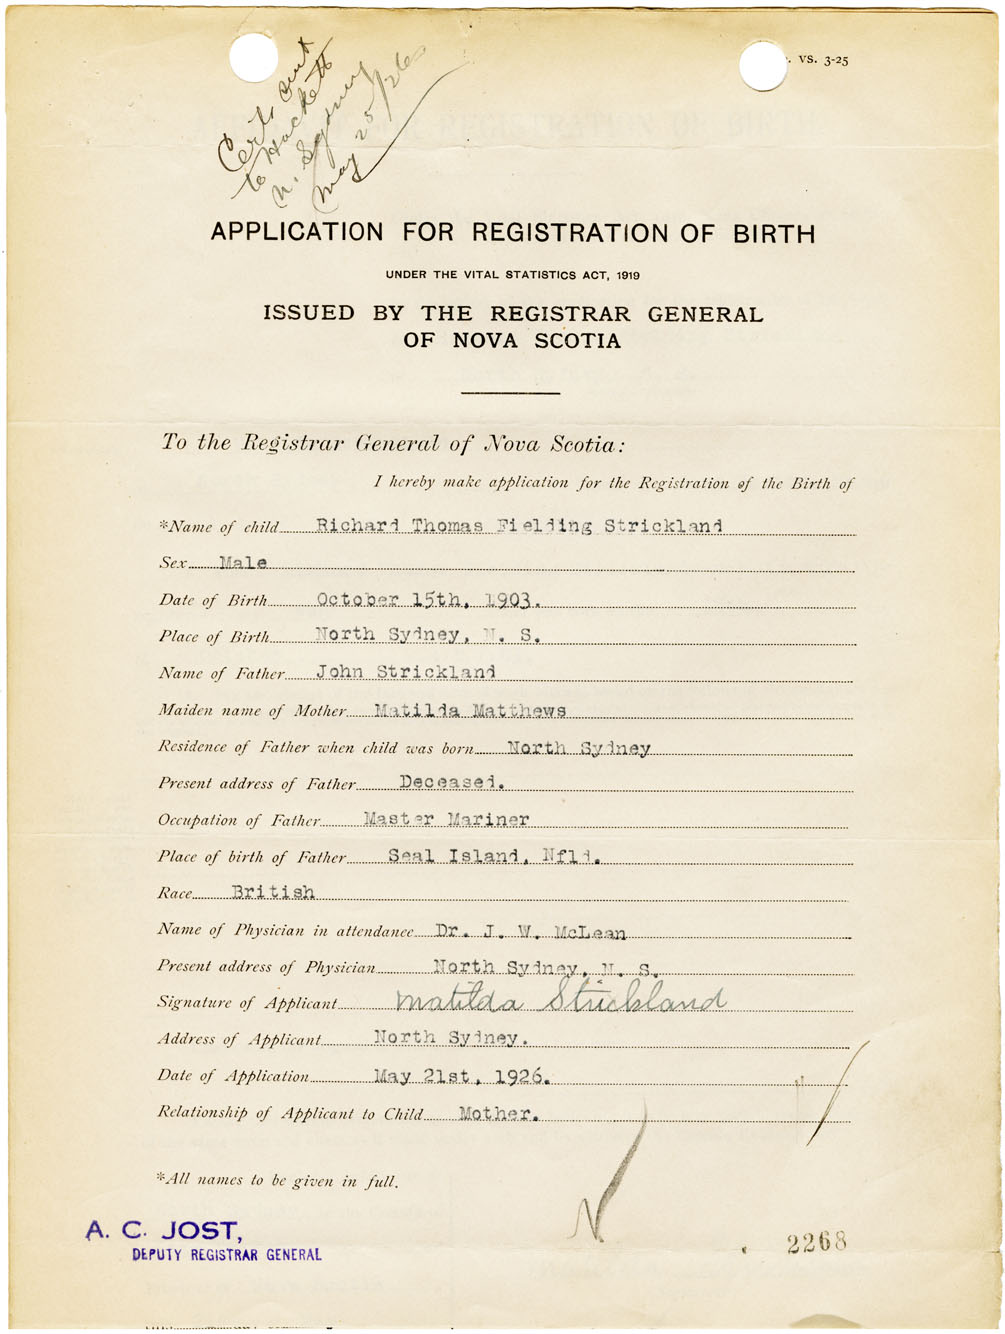 VS. 3-25
Cert. sent
to Hackett
N. Sydney
May 25/26
APPLICATION FOR REGISTRATION OF BIRTH
UNDER THE VITAL STATISTICS ACT, 1919
ISSUED BY THE REGISTRAR GENERAL
OF NOVA SCOTIA
To the Registrar General of Nova Scotia:
I hereby make application for the Registration of the Birth of
*Name of child Richard Thomas Fielding Strickland
Sex Male
Date of Birth October 15th, 1903.
Place of Birth North Sydney, N. S.
Name of Father John Strickland
Maiden name of Mother Matilda Matthews
Residence of Father when child was born North Sydney
Present address of Father Deceased.
Occupation of Father Master Mariner
Place of birth of Father Seal Island, Nfld.
Race British
Name of Physician in attendance Dr. J. W. McLean
Present address of Physician North Sydney, N. S.
Signature of Applicant Matilda Strickland
Address of Applicant North Sydney.
Date of Application May 21st, 1926.
Relationship of Applicant to Child Mother.
*All names to be given in full.
A. C. JOST,
DEPUTY REGISTRAR GENERAL
2268